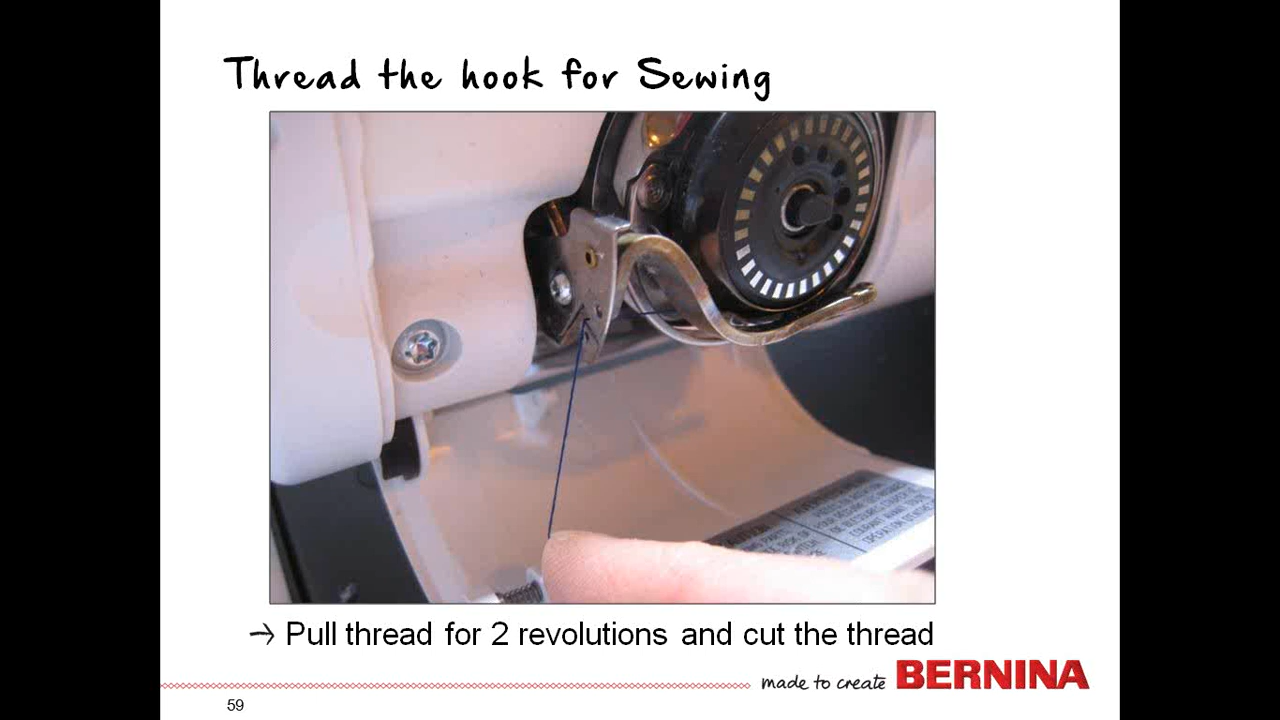 Thread the hook for Sewing
→ Pull thread for 2 revolutions and cut the thread
made to create BERNINA
59